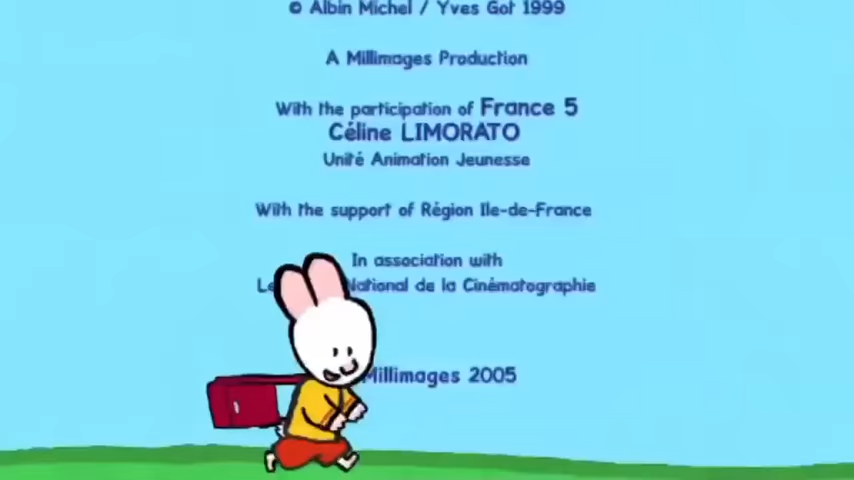 © Albin Michel / Yves Got 1999
A Millimages Production
With the participation of France 5
Céline LIMORATO
Unité Animation Jeunesse
With the support of Région Ile-de-France
In association with
Le National de la Cinématographie
Millimages 2005